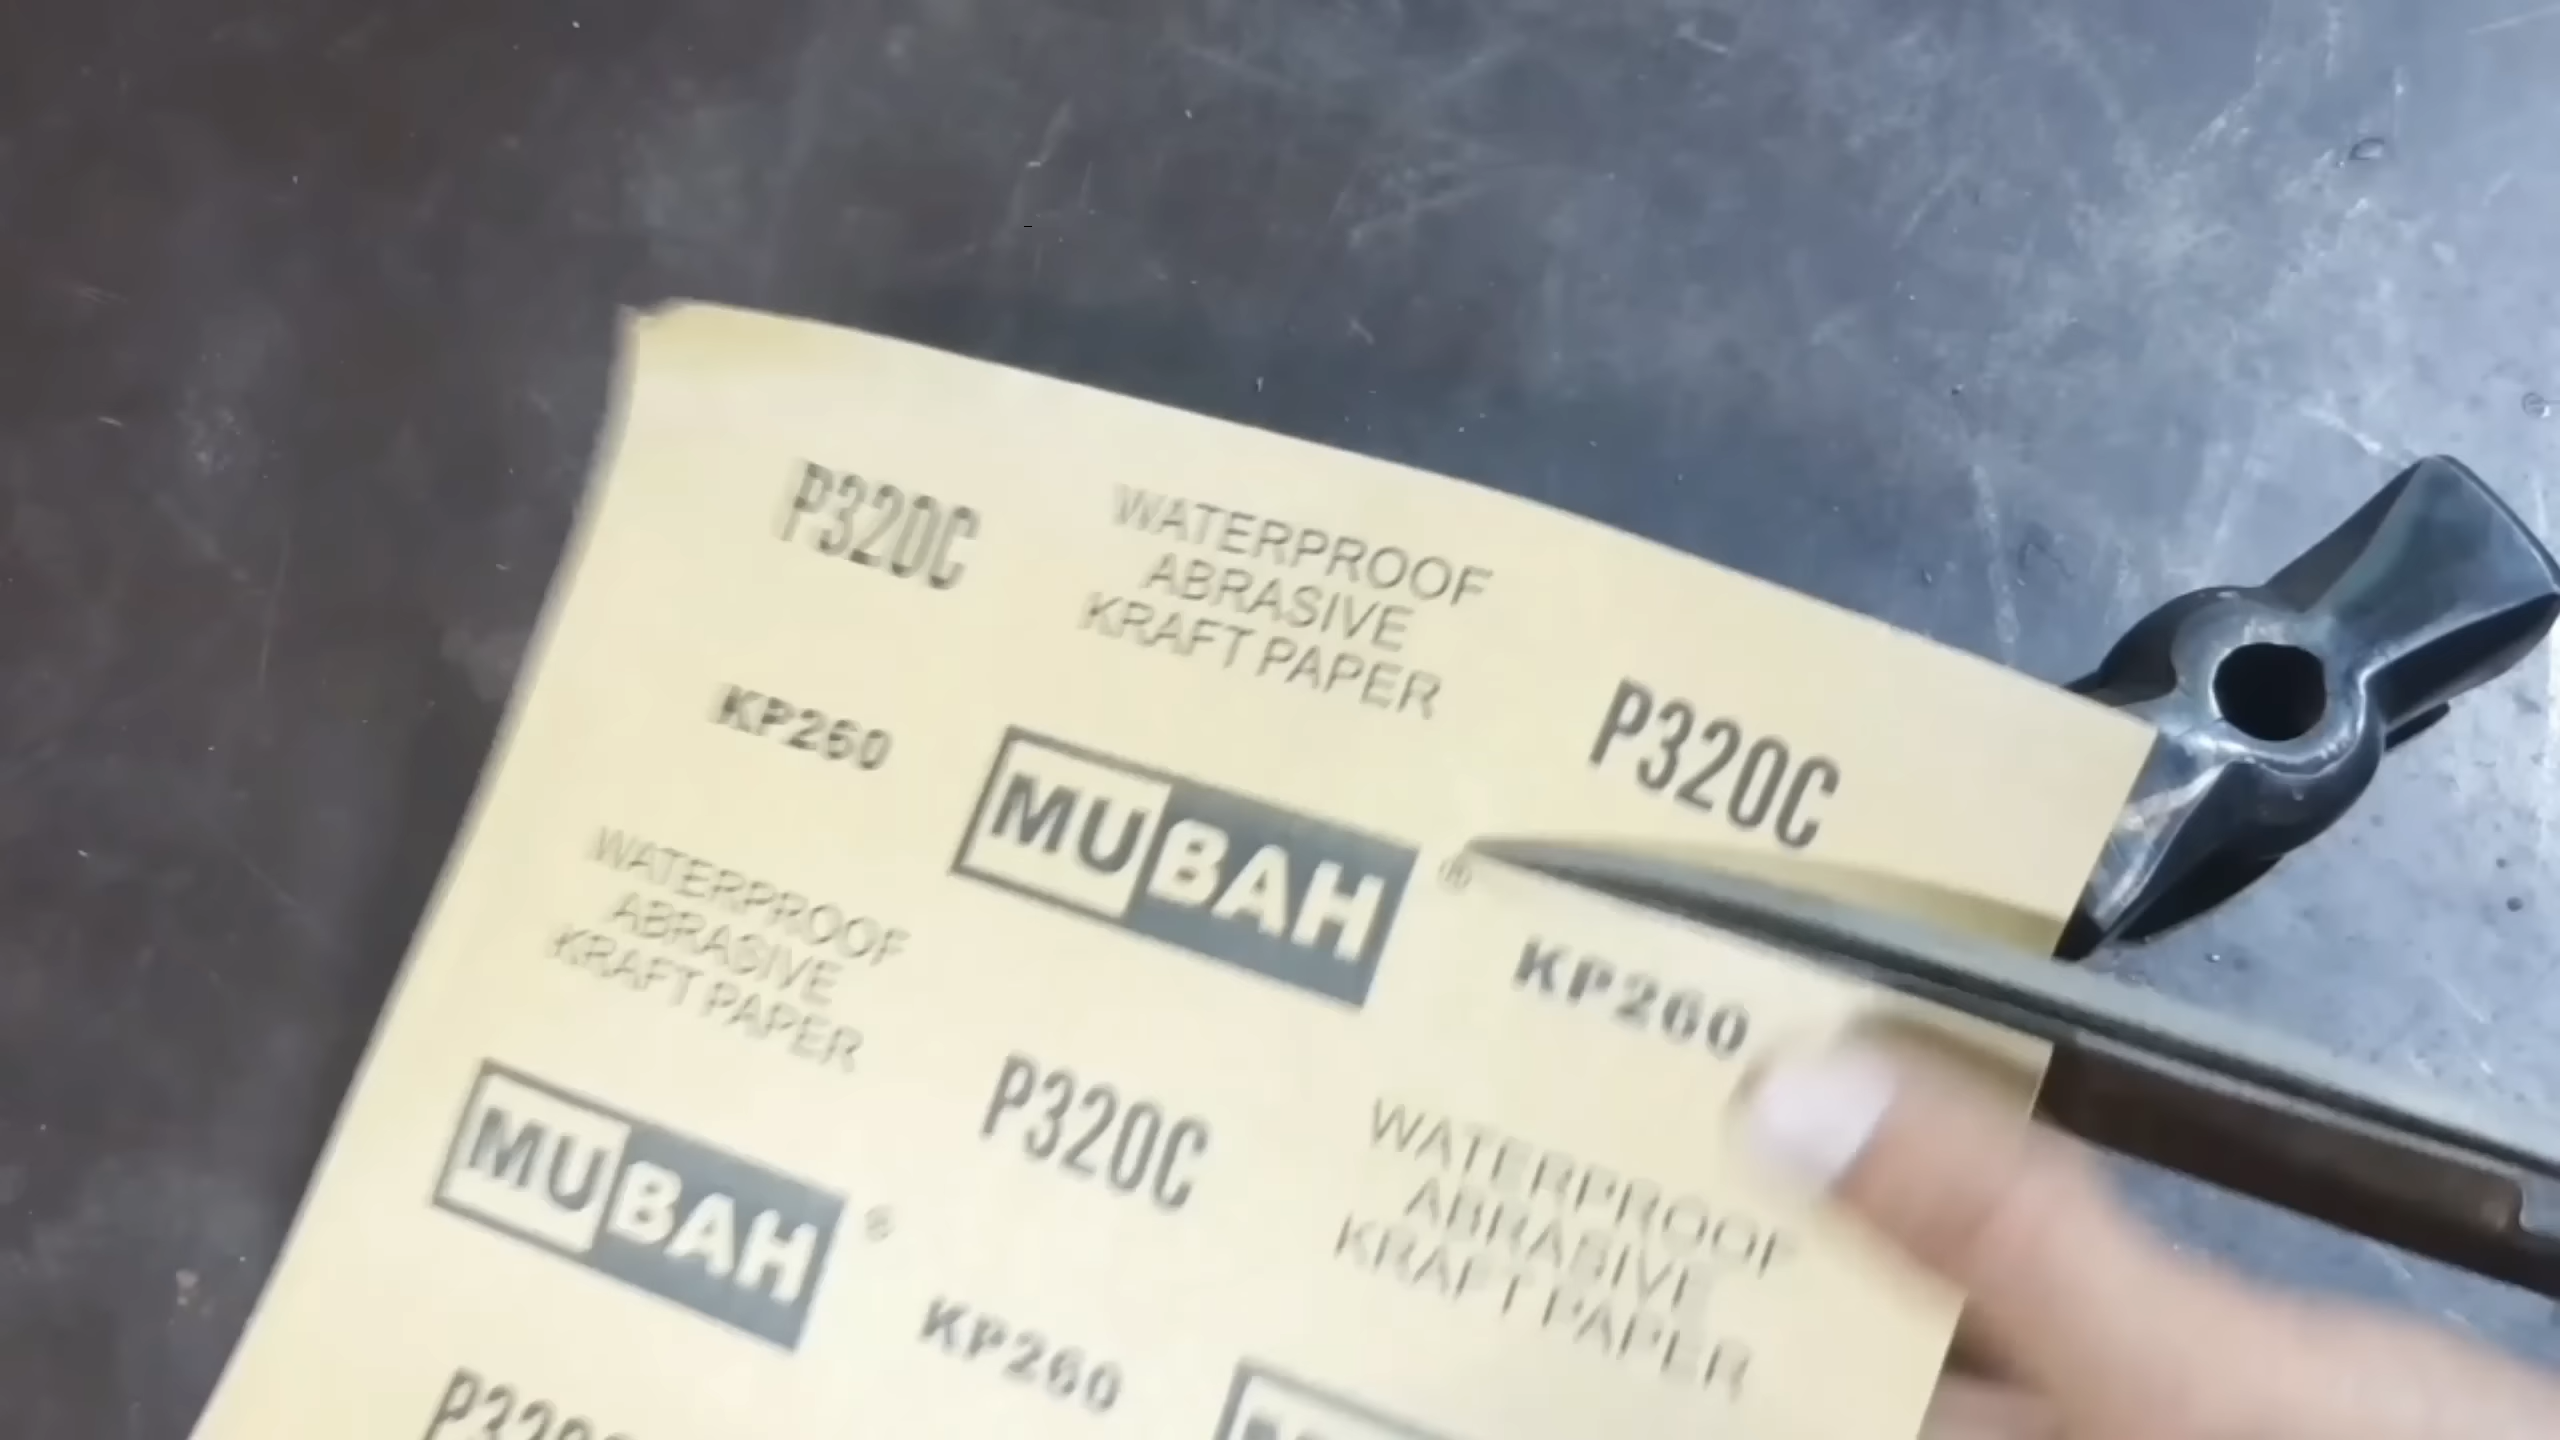 P320C
WATERPROOF
ABRASIVE
KRAFT PAPER
P320C
KP260
MUBAH®
KP260
WATERPROOF
ABRASIVE
KRAFT PAPER
P320C
WATERPROOF
ABRASIVE
KRAFT PAPER
MUBAH®
KP260